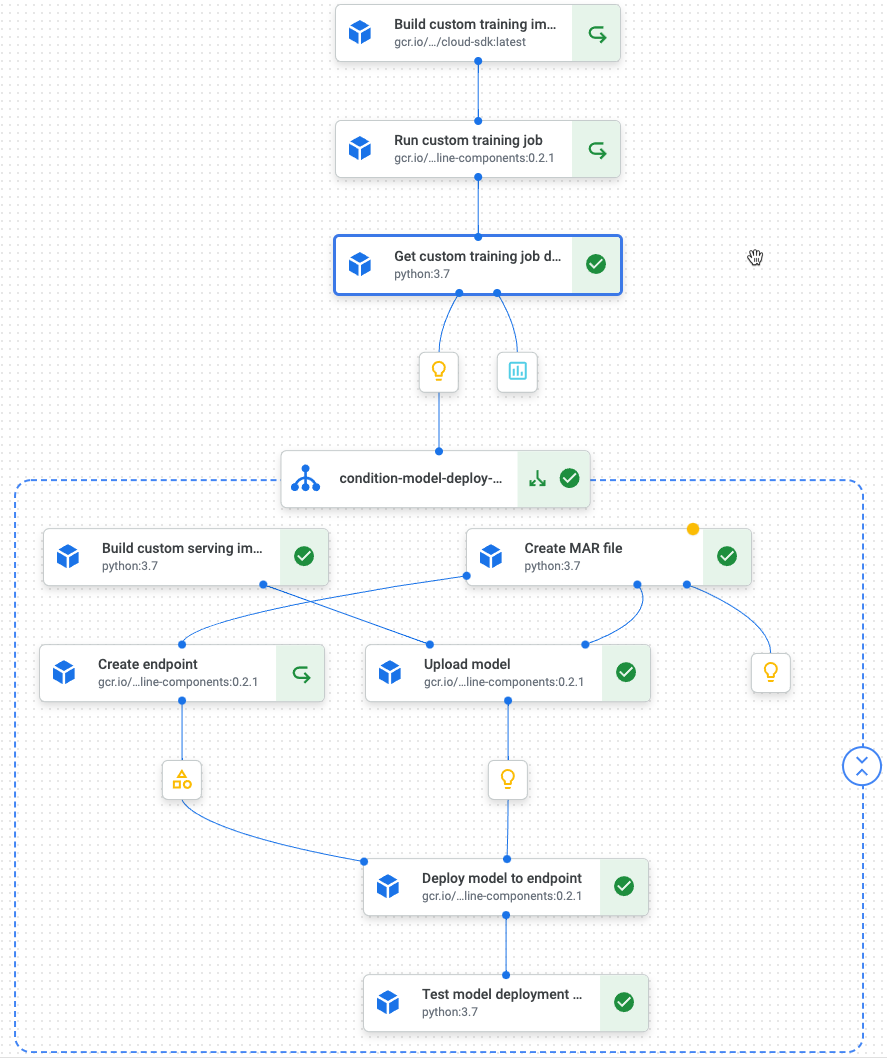 Build custom training im...
gcr.io/.../cloud-sdk:latest
Run custom training job
gcr.io/...line-components:0.2.1
Get custom training job d...
python:3.7
condition-model-deploy-...
Build custom serving im...
python:3.7
Create MAR file
python:3.7
Create endpoint
gcr.io/...line-components:0.2.1
Upload model
gcr.io/...line-components:0.2.1
Deploy model to endpoint
gcr.io/...line-components:0.2.1
Test model deployment ...
python:3.7